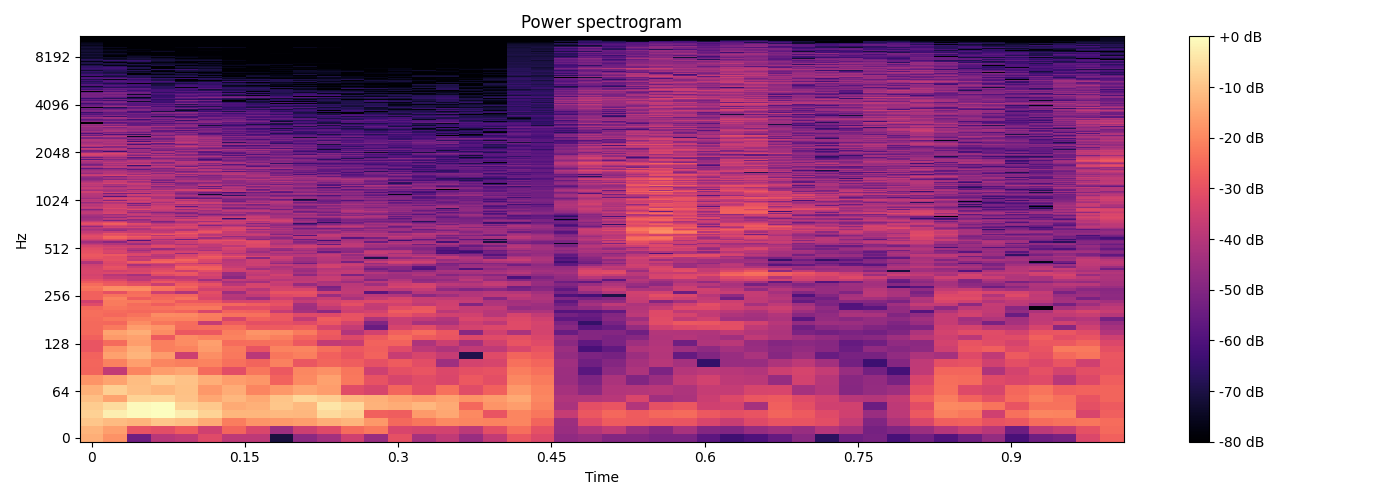 Power spectrogram
Hz
8192
4096
2048
1024
512
256
128
64
0
0 0.15 0.3 0.45 0.6 0.75 0.9
Time
+0 dB
-10 dB
-20 dB
-30 dB
-40 dB
-50 dB
-60 dB
-70 dB
-80 dB